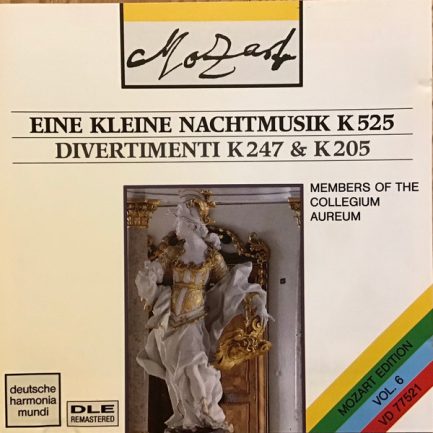 Mozart
EINE KLEINE NACHTMUSIK K 525
DIVERTIMENTI K 247 & K 205
MEMBERS OF THE
COLLEGIUM
AUREUM
deutsche
harmonia
mundi
DLE
REMASTERED
MOZART EDITION
VOL. 6
VD 77521